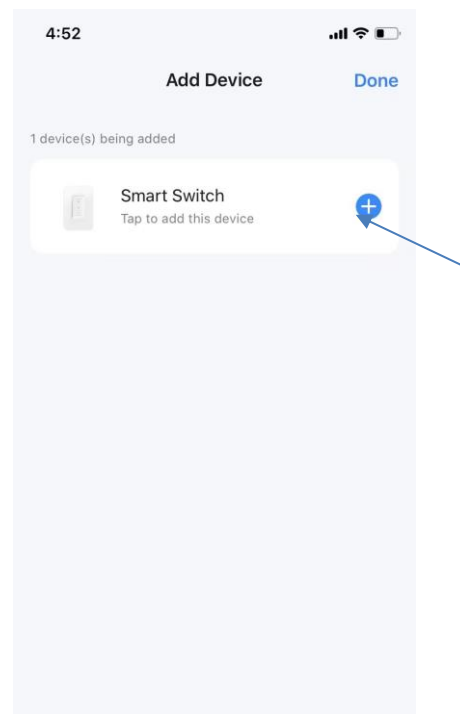 4:52
Add Device
Done
1 device(s) being added
Smart Switch
Tap to add this device